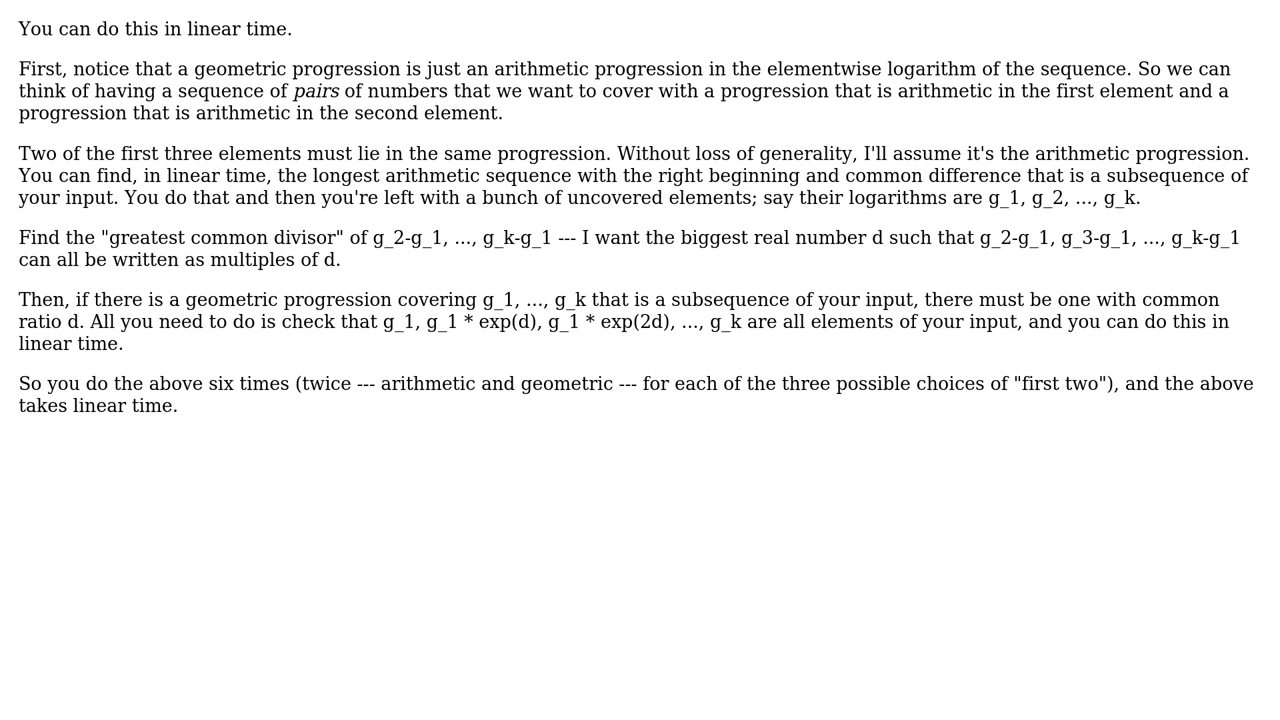 You can do this in linear time.
First, notice that a geometric progression is just an arithmetic progression in the elementwise logarithm of the sequence. So we can
think of having a sequence of pairs of numbers that we want to cover with a progression that is arithmetic in the first element and a
progression that is arithmetic in the second element.
Two of the first three elements must lie in the same progression. Without loss of generality, I'll assume it's the arithmetic progression.
You can find, in linear time, the longest arithmetic sequence with the right beginning and common difference that is a subsequence of
your input. You do that and then you're left with a bunch of uncovered elements; say their logarithms are g_1, g_2, ..., g_k.
Find the "greatest common divisor" of g_2-g_1, ..., g_k-g_1 --- I want the biggest real number d such that g_2-g_1, g_3-g_1, ..., g_k-g_1
can all be written as multiples of d.
Then, if there is a geometric progression covering g_1, ..., g_k that is a subsequence of your input, there must be one with common
ratio d. All you need to do is check that g_1, g_1 * exp(d), g_1 * exp(2d), ..., g_k are all elements of your input, and you can do this in
linear time.
So you do the above six times (twice --- arithmetic and geometric --- for each of the three possible choices of "first two"), and the above
takes linear time.